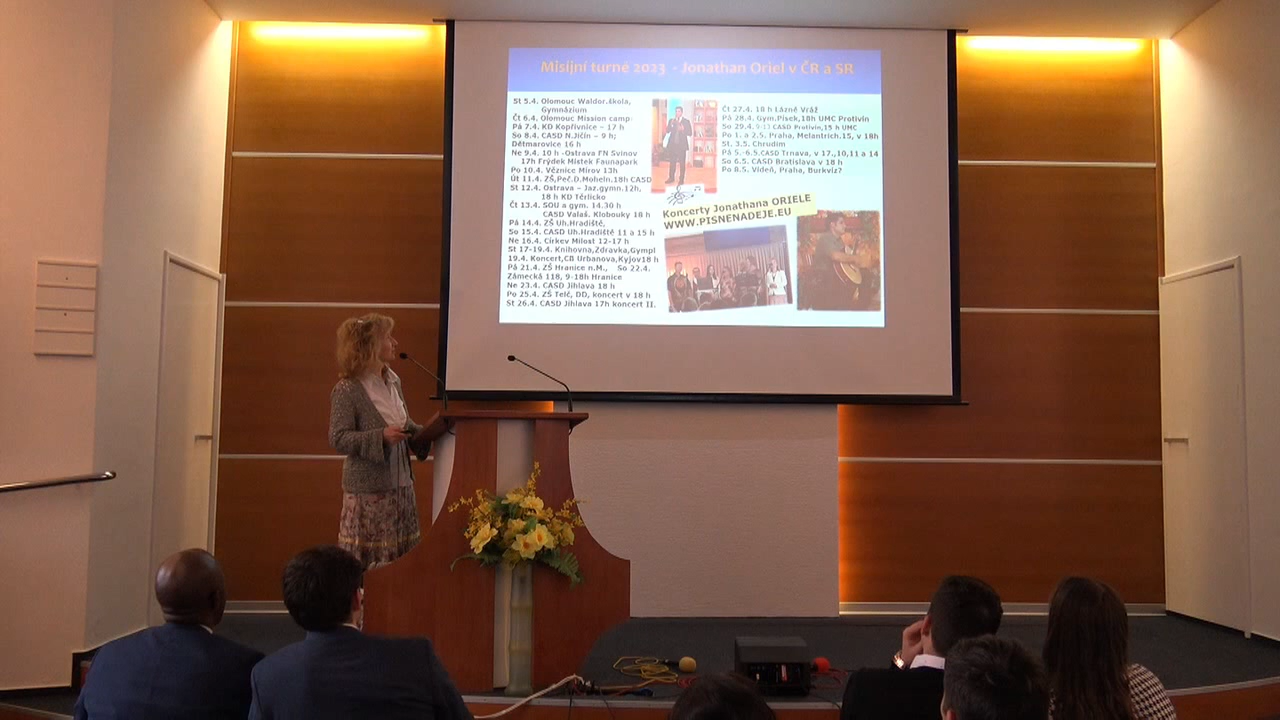 Misijní turné 2023 - Jonathan Oriel v ČR a SR
St 5.4. Olomouc Waldor.škola,
Gymnázium
Čt 6.4. Olomouc Mission camp-
Pá 7.4. KD Kopřivnice – 17 h
So 8.4. CASD N.Jičín – 9 h;
Dětmarovice 16 h
Ne 9.4. 10 h -Ostrava FN Svinov
17h Frýdek Místek Faunapark
Po 10.4. Věznice Mírov 13h
Út 11.4. ZŠ,Peč.D.Moheln.18h CASD
St 12.4. Ostrava – Jaz.gymn.12h,
18 h KD Těrlicko
Čt 13.4. SOU a gym. 14.30 h
CASD Valaš. Klobouky 18 h
Pá 14.4. ZŠ Uh.Hradiště,
So 15.4. CASD Uh.Hradiště 11 a 15 h
Ne 16.4. Církev Milost 12-17 h
St 17-19.4. Knihovna,Zdravka,Gympl
19.4. Koncert,CB Urbanova,Kyjov18 h
Pá 21.4. ZŠ Hranice n.M., So 22.4.
Zámecká 118, 9-18h Hranice
Ne 23.4. CASD Jihlava 18 h
Po 25.4. ZŠ Telč, DD, koncert v 18 h
St 26.4. CASD Jihlava 17h koncert II.
Čt 27.4. 18 h Lázně Vráž
Pá 28.4. Gym.Písek,18h UMC Protivín
So 29.4. 9-13 CASD Protivín,15 h UMC
Po 1. a 2.5. Praha, Melantrich.15, v 18h
St. 3.5. Chrudim
Pá 5.-6.5.CASD Trnava, v 17.,10,11 a 14
So 6.5. CASD Bratislava v 18 h
Po 8.5. Vídeň, Praha, Burkviz?
Koncerty Jonathana ORIELE
WWW.PISNENADEJE.EU